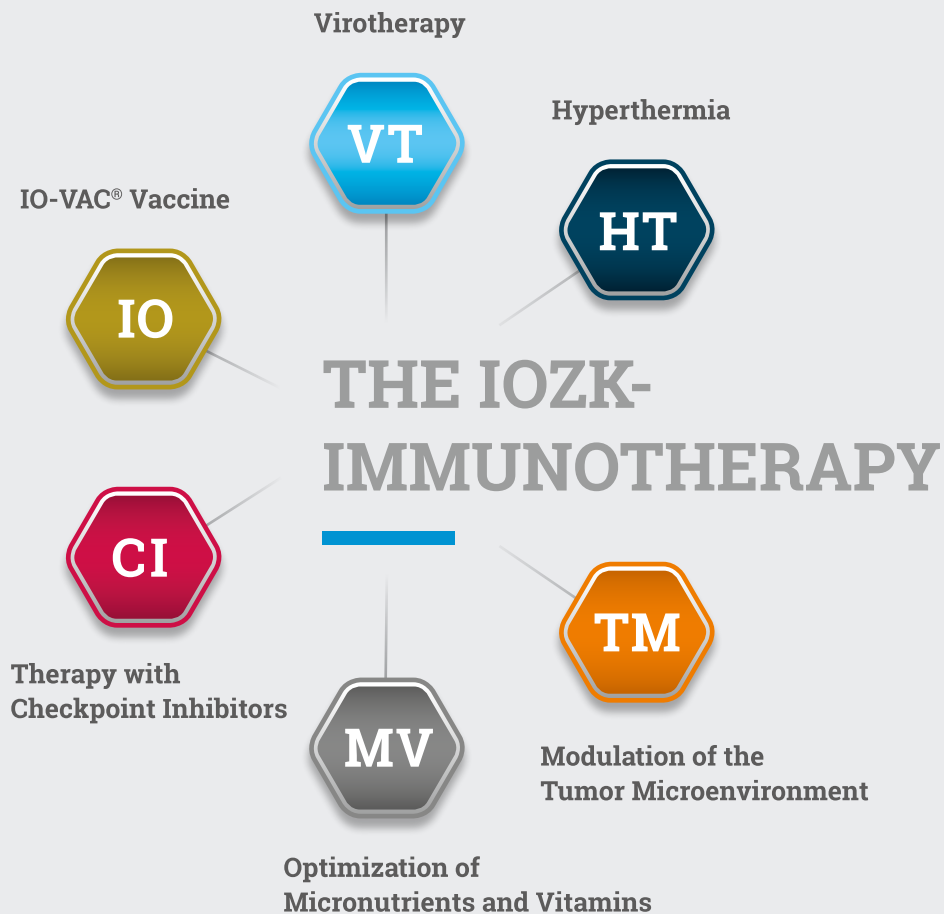 Virotherapy
VT
Hyperthermia
HT
IO-VAC® Vaccine
IO
THE IOZK-
IMMUNOTHERAPY
CI
Therapy with
Checkpoint Inhibitors
TM
Modulation of the
Tumor Microenvironment
MV
Optimization of
Micronutrients and Vitamins